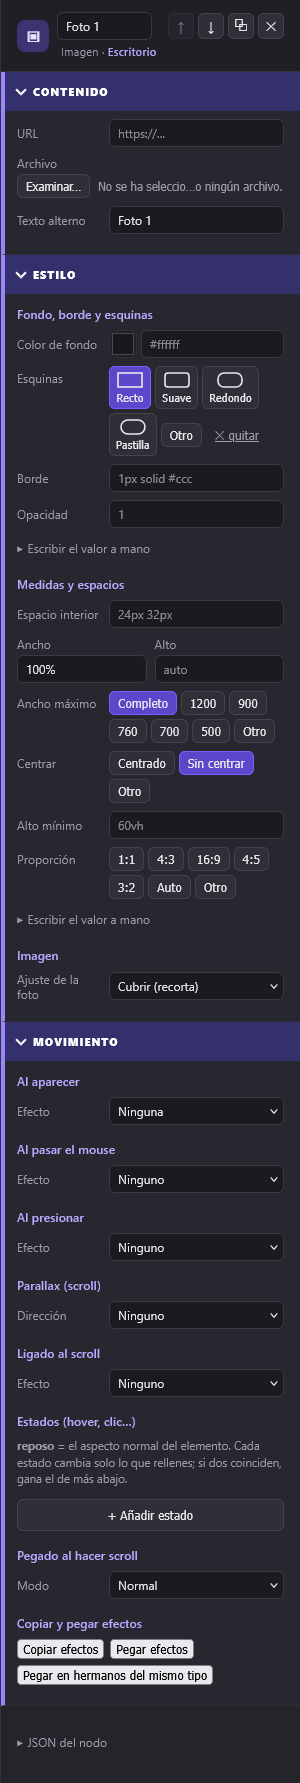 Foto 1
Imagen · Escritorio
CONTENIDO
URL https://...
Archivo
Examinar... No se ha seleccio...o ningún archivo.
Texto alterno Foto 1
ESTILO
Fondo, borde y esquinas
Color de fondo #ffffff
Esquinas Recto Suave Redondo
Pastilla Otro × quitar
Borde 1px solid #ccc
Opacidad 1
▸ Escribir el valor a mano
Medidas y espacios
Espacio interior 24px 32px
Ancho Alto
100% auto
Ancho máximo Completo 1200 900
760 700 500 Otro
Centrar Centrado Sin centrar
Otro
Alto mínimo 60vh
Proporción 1:1 4:3 16:9 4:5
3:2 Auto Otro
▸ Escribir el valor a mano
Imagen
Ajuste de la
foto Cubrir (recorta)
MOVIMIENTO
Al aparecer
Efecto Ninguna
Al pasar el mouse
Efecto Ninguno
Al presionar
Efecto Ninguno
Parallax (scroll)
Dirección Ninguno
Ligado al scroll
Efecto Ninguno
Estados (hover, clic...)
reposo = el aspecto normal del elemento. Cada
estado cambia solo lo que rellenes; si dos coinciden,
gana el de más abajo.
+ Añadir estado
Pegado al hacer scroll
Modo Normal
Copiar y pegar efectos
Copiar efectos Pegar efectos
Pegar en hermanos del mismo tipo
▸ JSON del nodo